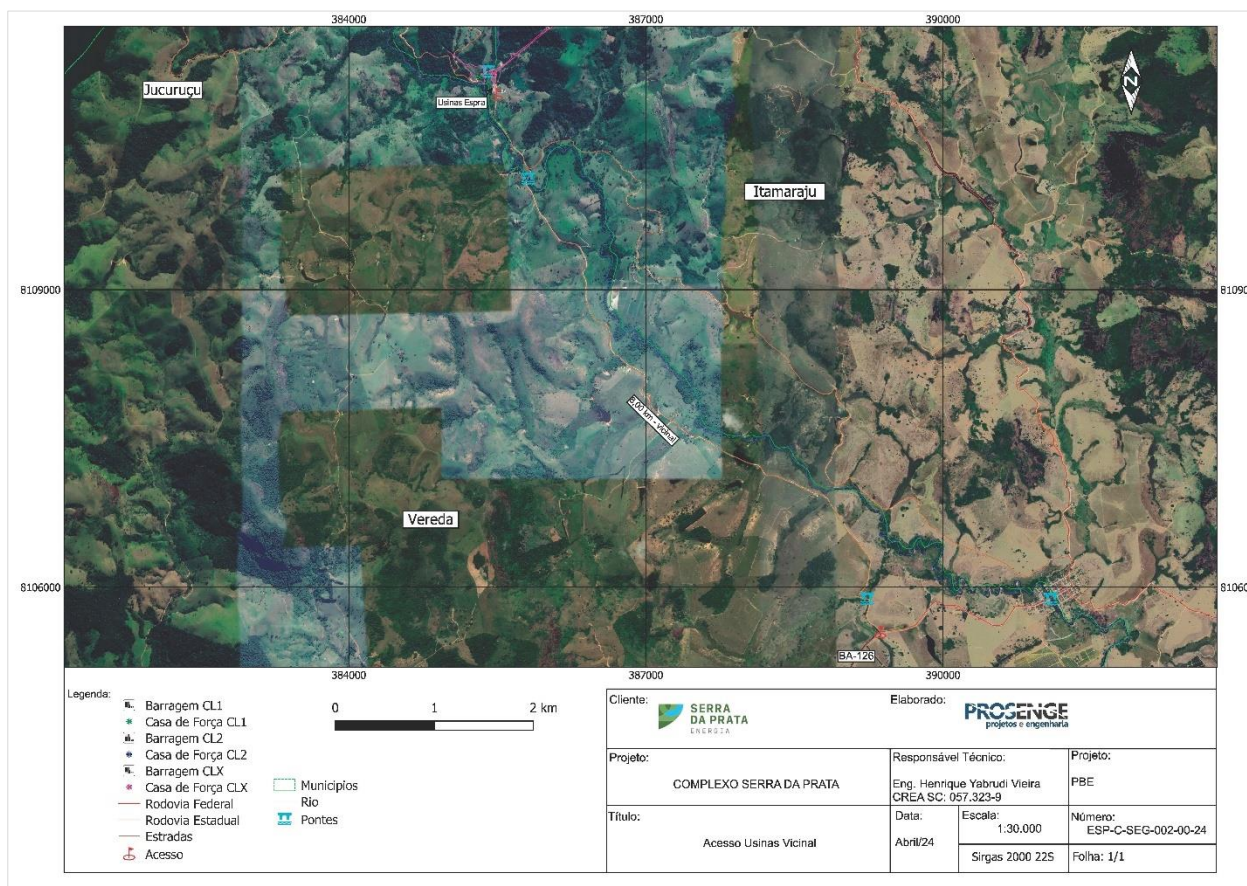 384000 387000 390000
Jucuruçu
Usinas Espra
Itamaraju
N
8109000 81090
8,00 km - vicinal
Vereda
8106000 81060
BA-126
384000 387000 390000
Legenda:
Barragem CL1
Casa de Força CL1
Barragem CL2
Casa de Força CL2
Barragem CLX
Casa de Força CLX
Rodovia Federal
Rodovia Estadual
Estradas
Acesso
Municipios
Rio
Pontes
0 1 2 km
Cliente:
SERRA
DA PRATA
ENERGIA
Elaborado:
PROSENGE
projetos e engenharia
Projeto:
COMPLEXO SERRA DA PRATA
Responsável Técnico:
Eng. Henrique Yabrudi Vieira
CREA SC: 057.323-9
Projeto:
PBE
Título:
Acesso Usinas Vicinal
Data:
Abril/24
Escala:
1:30.000
Sirgas 2000 22S
Número:
ESP-C-SEG-002-00-24
Folha: 1/1